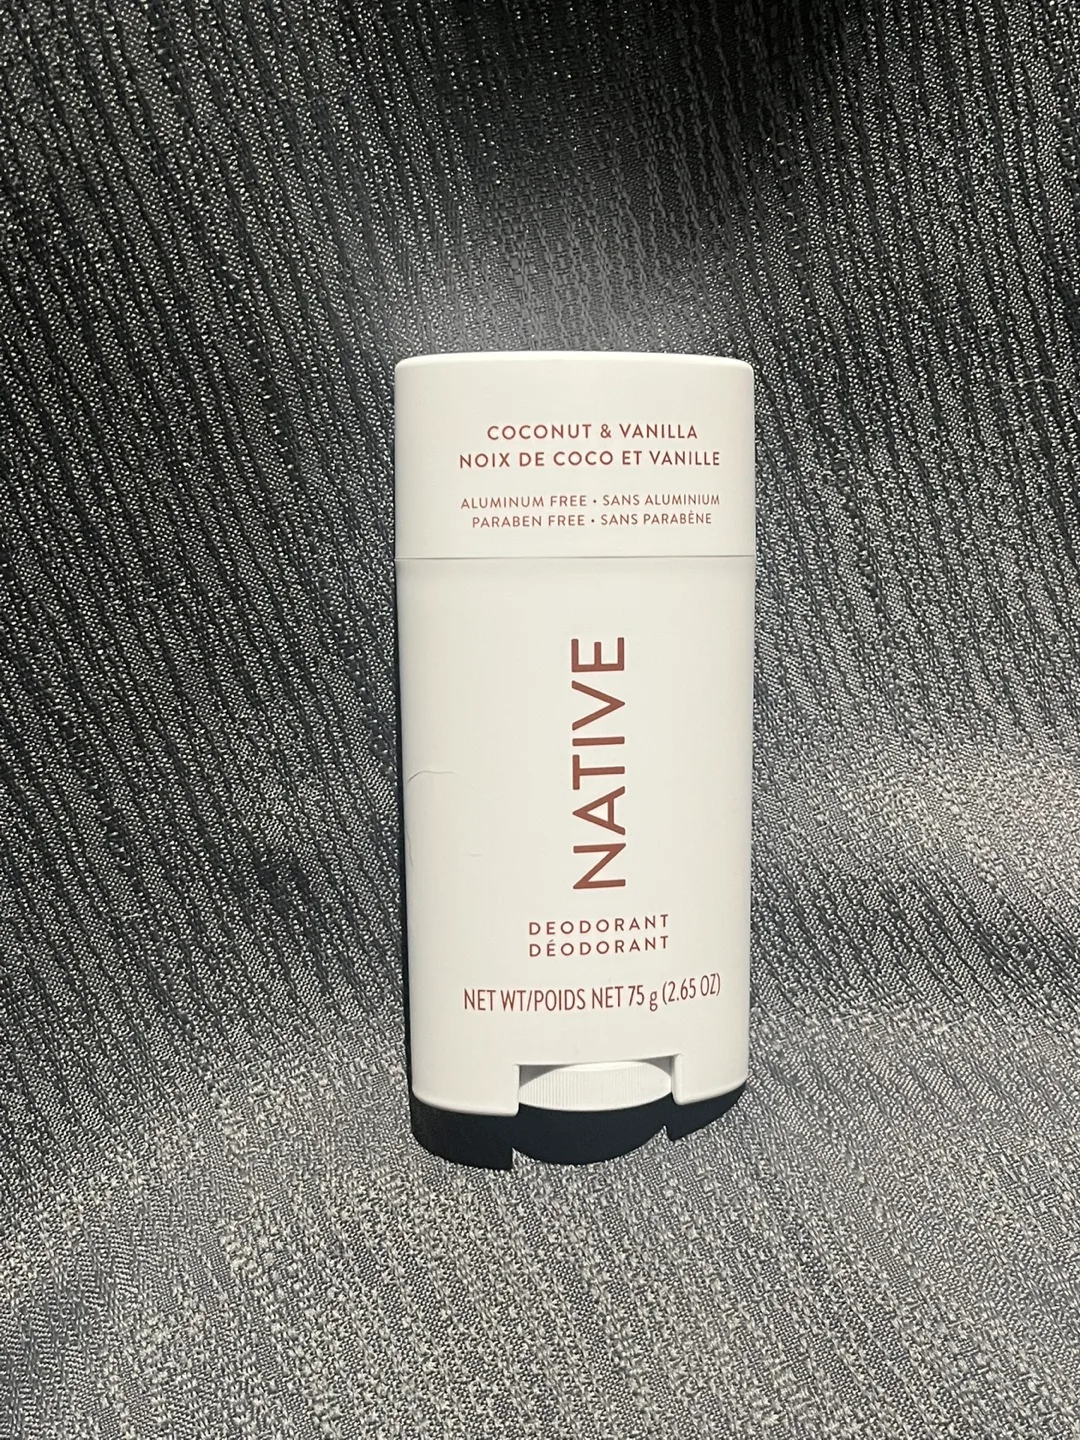 COCONUT & VANILLA
NOIX DE COCO ET VANILLE
ALUMINUM FREE • SANS ALUMINIUM
PARABEN FREE • SANS PARABÈNE
NATIVE
DEODORANT
DÉODORANT
NET WT/POIDS NET 75 g (2.65 OZ)